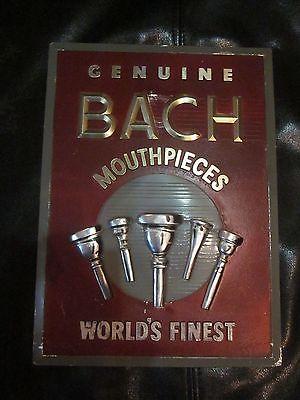 GENUINE
BACH
MOUTHPIECES
WORLD'S FINEST